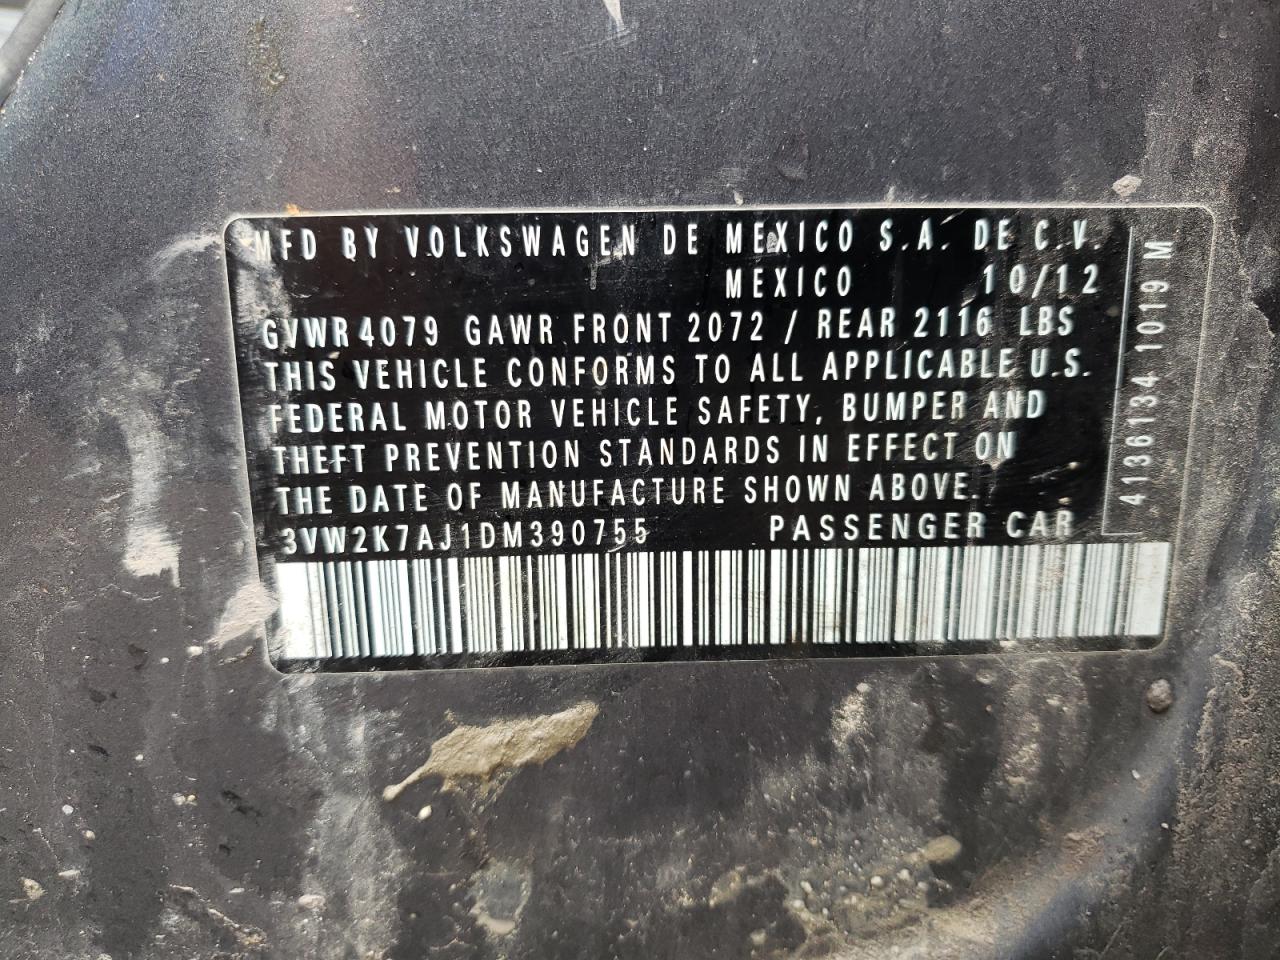 MFD BY VOLKSWAGEN DE MEXICO S.A. DE C.V.
MEXICO 10/12
GVWR 4079 GAWR FRONT 2072 / REAR 2116 LBS
THIS VEHICLE CONFORMS TO ALL APPLICABLE U.S.
FEDERAL MOTOR VEHICLE SAFETY, BUMPER AND
THEFT PREVENTION STANDARDS IN EFFECT ON
THE DATE OF MANUFACTURE SHOWN ABOVE.
3VW2K7AJ1DM390755 PASSENGER CAR
4136134 1019 M